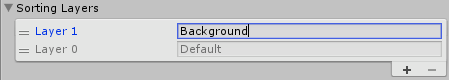 Sorting Layers
Layer 1 Background
Layer 0 Default